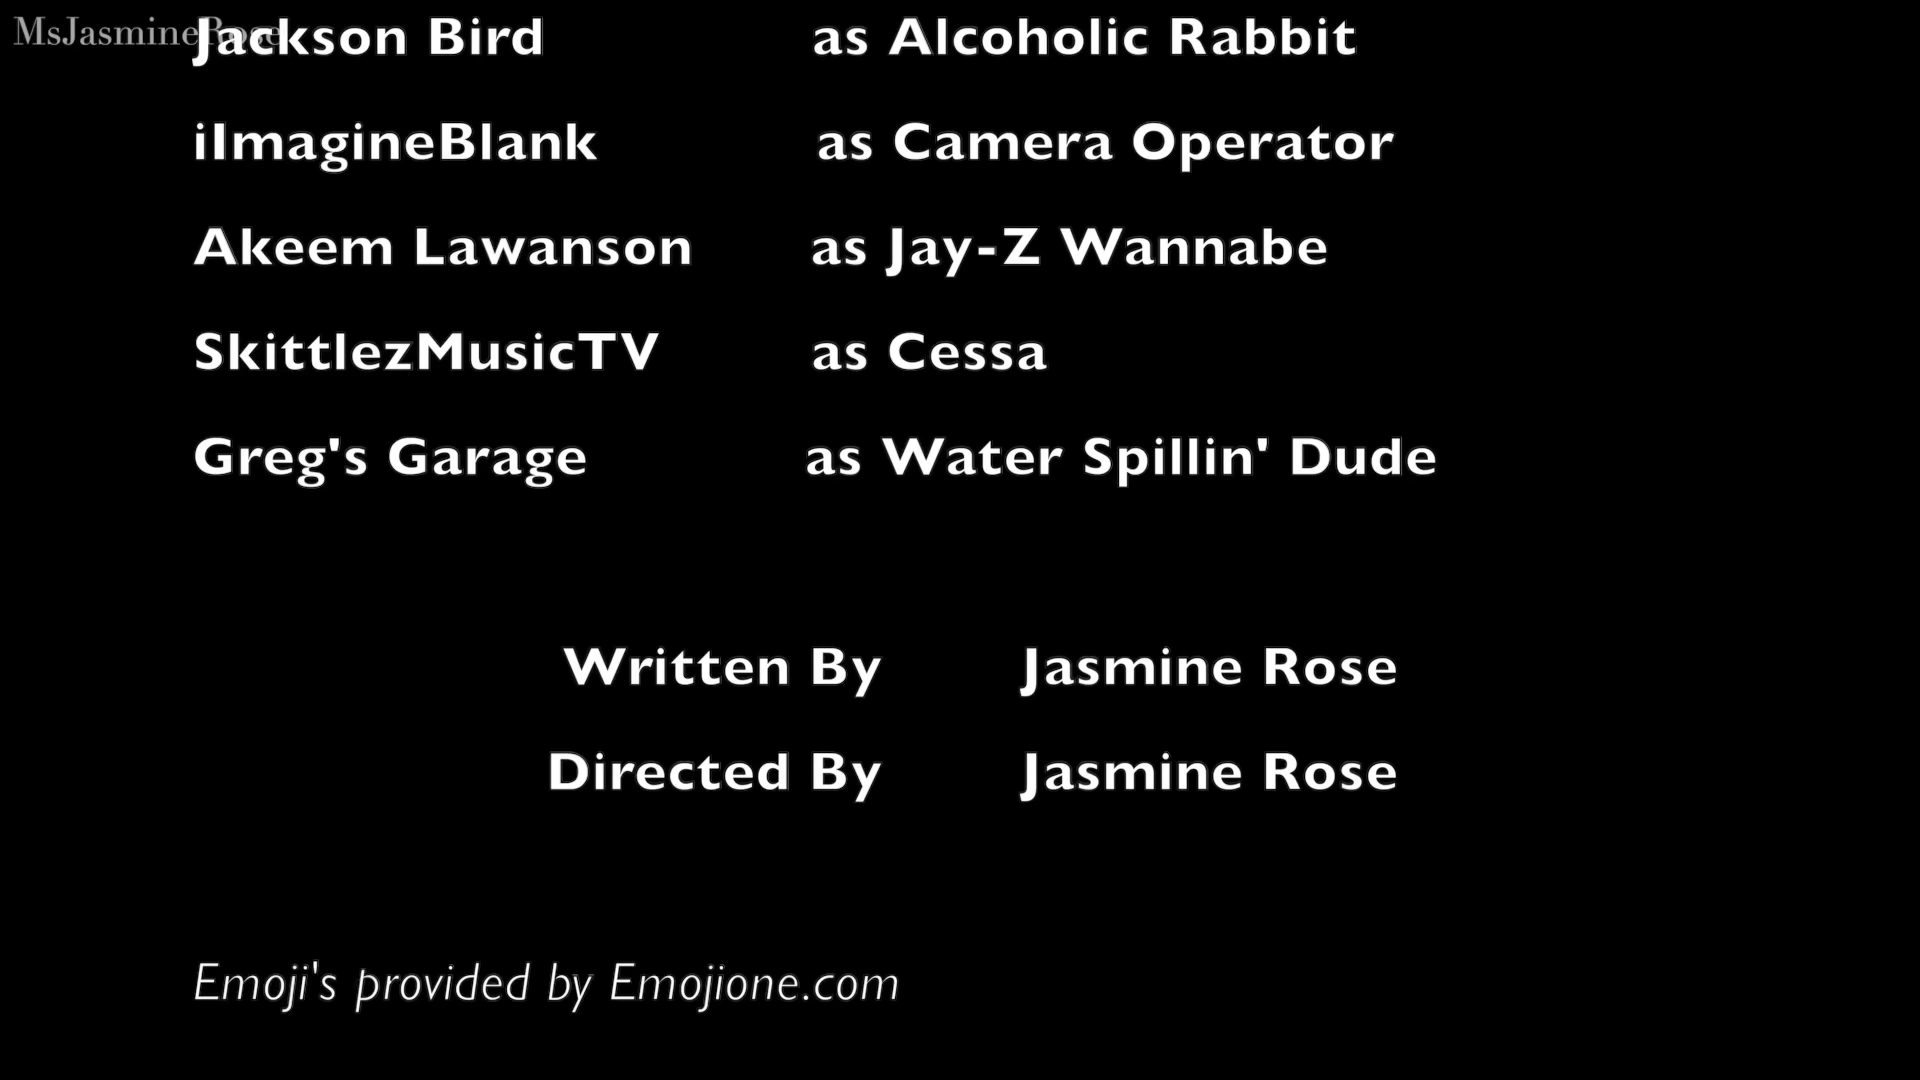 MsJasmineRose
Jackson Bird as Alcoholic Rabbit
iImagineBlank as Camera Operator
Akeem Lawanson as Jay-Z Wannabe
SkittlezMusicTV as Cessa
Greg's Garage as Water Spillin' Dude
Written By Jasmine Rose
Directed By Jasmine Rose
Emoji's provided by Emojione.com